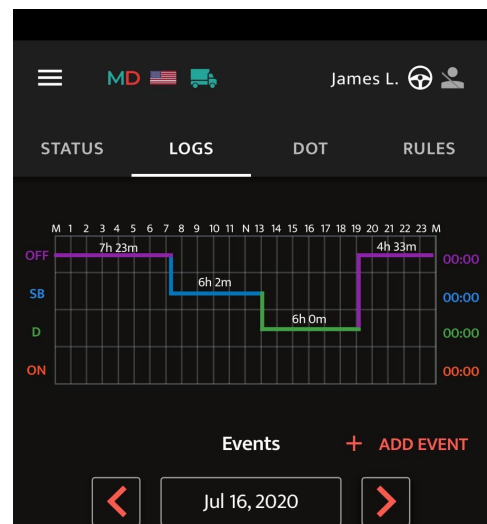 MD James L.
STATUS LOGS DOT RULES
M 1 2 3 4 5 6 7 8 9 10 11 N 13 14 15 16 17 18 19 20 21 22 23 M
OFF 7h 23m 4h 33m 00:00
SB 6h 2m 00:00
D 6h 0m 00:00
ON 00:00
Events + ADD EVENT
Jul 16, 2020